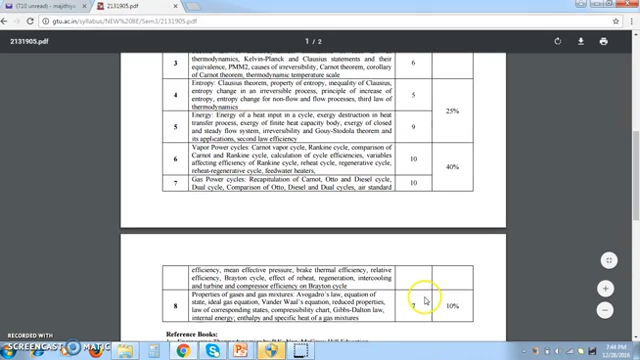 (710 unread) - majithiya
2131905.pdf
gtu.ac.in/syllabus/NEW%20BE/Sem3/2131905.pdf
2131905.pdf
1 / 2
thermodynamics, Kelvin-Planck and Clausius statements and their
3
equivalence, PMM2, causes of irreversibility, Carnot theorem, corollary
6
of Carnot theorem, thermodynamic temperature scale
Entropy: Clausius theorem, property of entropy, inequality of Clausius,
4
entropy change in an irreversible process, principle of increase of
5
entropy, entropy change for non-flow and flow processes, third law of
thermodynamics
25%
Energy: Energy of a heat input in a cycle, exergy destruction in heat
5
transfer process, exergy of finite heat capacity body, exergy of closed
9
and steady flow system, irreversibility and Gouy-Stodola theorem and
its applications, second law efficiency
Vapor Power cycles: Carnot vapor cycle, Rankine cycle, comparison of
6
Carnot and Rankine cycle, calculation of cycle efficiencies, variables
10
affecting efficiency of Rankine cycle, reheat cycle, regenerative cycle,
reheat-regenerative cycle, feedwater heaters,
40%
7
Gas Power cycles: Recapitulation of Carnot, Otto and Diesel cycle,
10
Dual cycle, Comparison of Otto, Diesel and Dual cycles, air standard
efficiency, mean effective pressure, brake thermal efficiency, relative
efficiency, Brayton cycle, effect of reheat, regeneration, intercooling
and turbine and compressor efficiency on Brayton cycle
Properties of gases and gas mixtures: Avogadro's law, equation of
8
state, ideal gas equation, Vander Waal's equation, reduced properties,
7
10%
law of corresponding states, compressibility chart, Gibbs-Dalton law,
internal energy, enthalpy and specific heat of gas mixtures
Reference Books:
RECORDED WITH
SCREENCAST MATIC
7:44 PM
12/28/2016